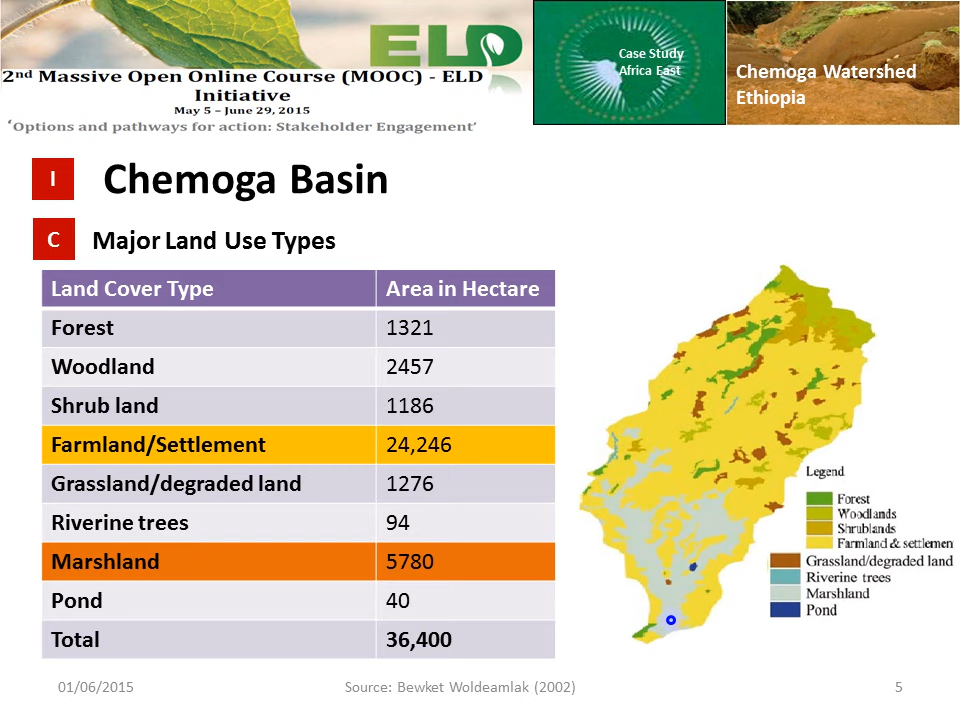 ELD
2nd Massive Open Online Course (MOOC) - ELD
Initiative
May 5 – June 29, 2015
‘Options and pathways for action: Stakeholder Engagement’
Case Study
Africa East
Chemoga Watershed
Ethiopia
I Chemoga Basin
C Major Land Use Types
Land Cover Type Area in Hectare
Forest 1321
Woodland 2457
Shrub land 1186
Farmland/Settlement 24,246
Grassland/degraded land 1276
Riverine trees 94
Marshland 5780
Pond 40
Total 36,400
Legend
Forest
Woodlands
Shrublands
Farmland & settlemen
Grassland/degraded land
Riverine trees
Marshland
Pond
01/06/2015 Source: Bewket Woldeamlak (2002) 5